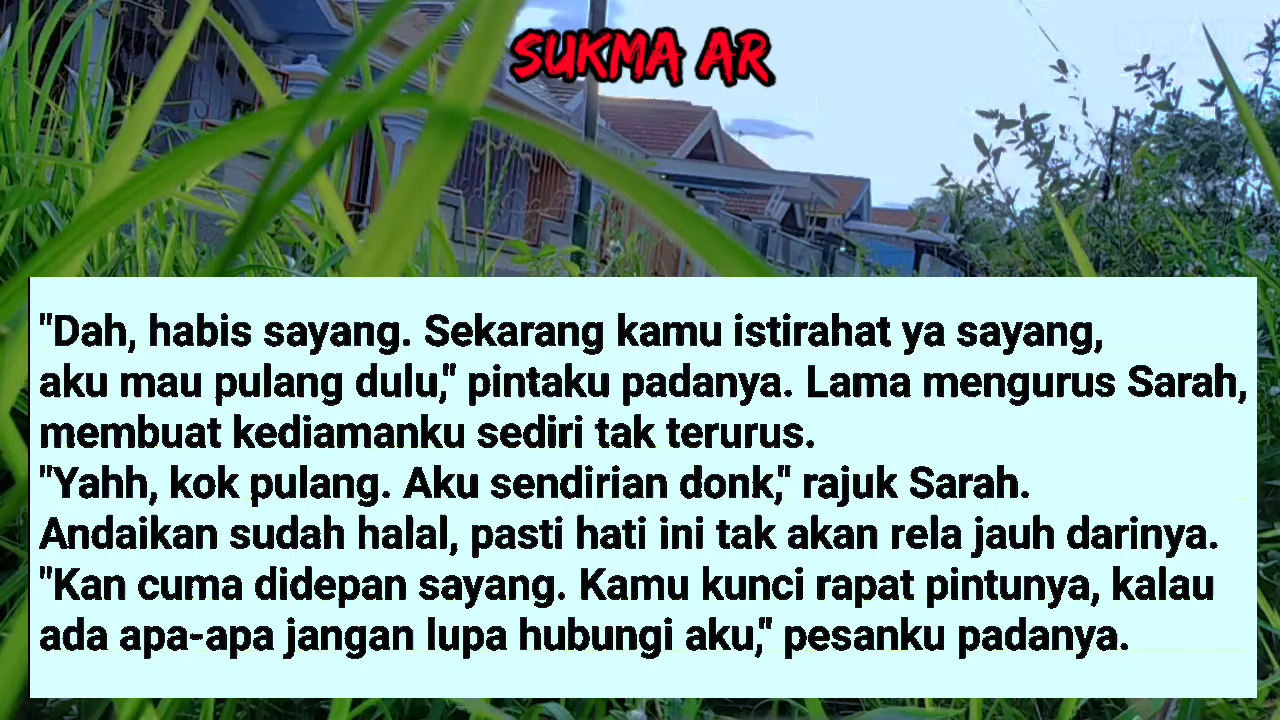 SUKMA AR
"Dah, habis sayang. Sekarang kamu istirahat ya sayang,
aku mau pulang dulu," pintaku padanya. Lama mengurus Sarah,
membuat kediamanku sediri tak terurus.
"Yahh, kok pulang. Aku sendirian donk," rajuk Sarah.
Andaikan sudah halal, pasti hati ini tak akan rela jauh darinya.
"Kan cuma didepan sayang. Kamu kunci rapat pintunya, kalau
ada apa-apa jangan lupa hubungi aku," pesanku padanya.